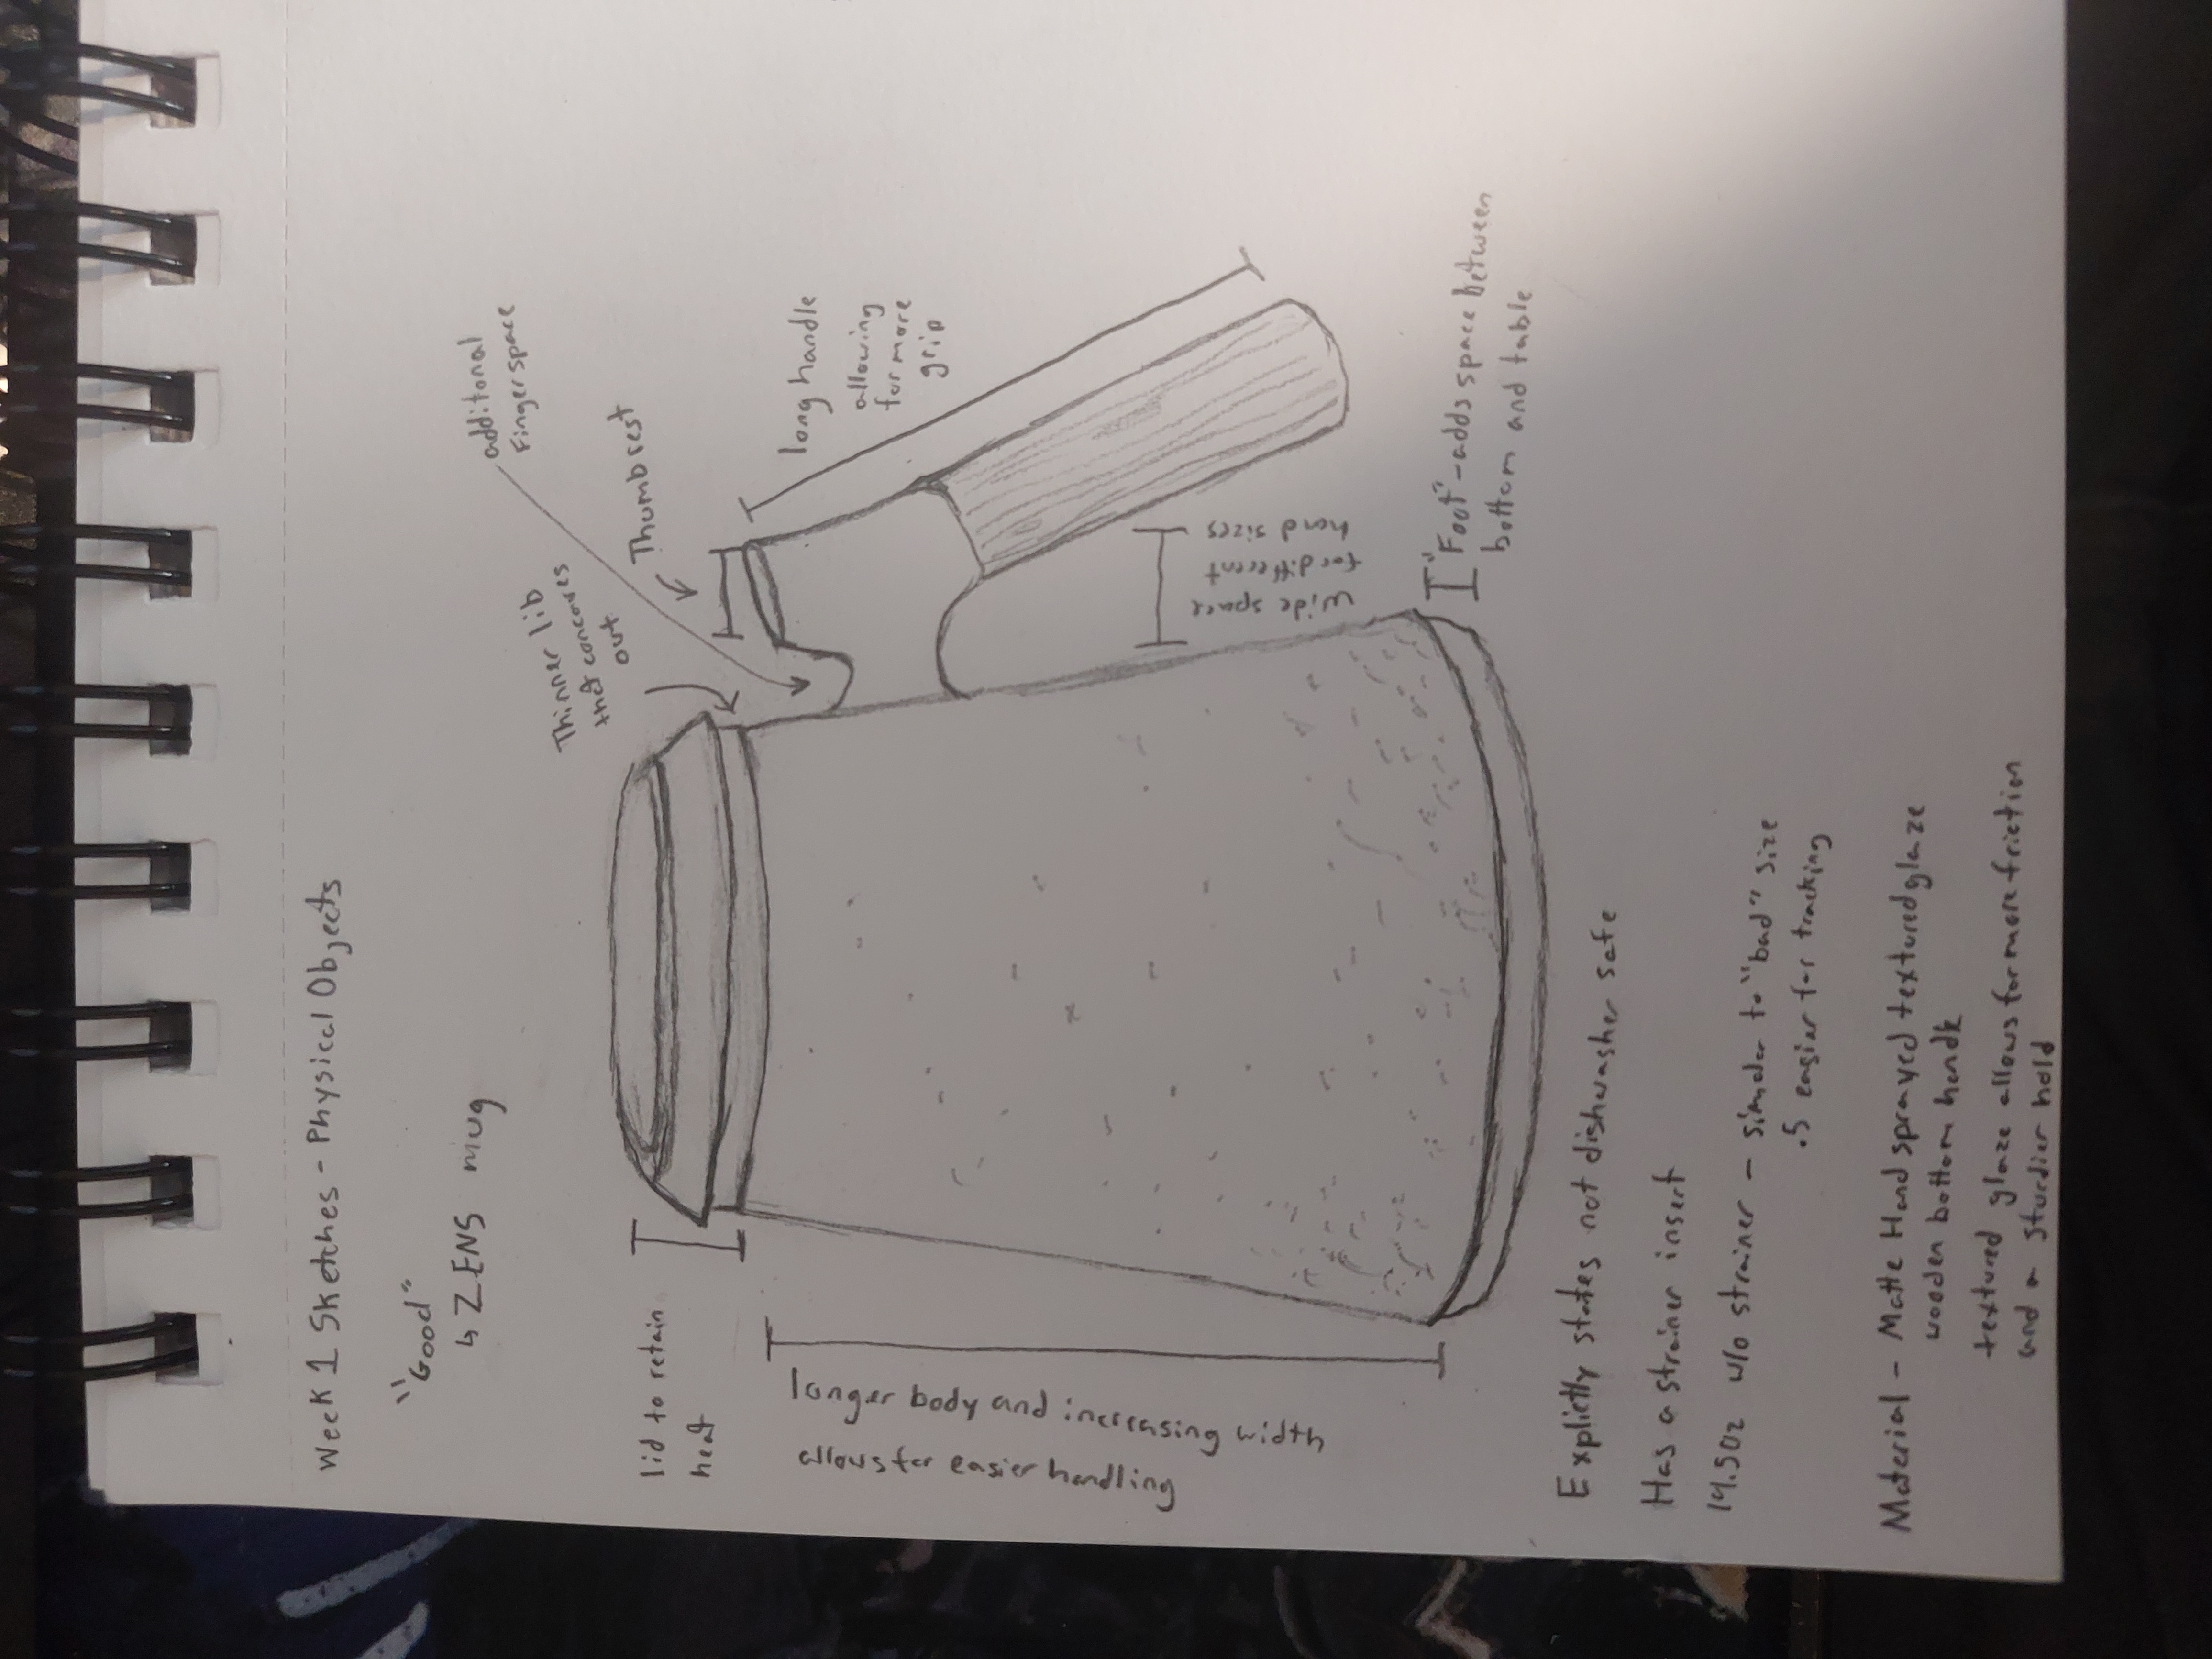 Week 1 Sketches - Physical Objects
"Good"
↳ ZENS mug
additonal
Fingerspace
Thinner lib
that concaves
out
Thumbrest
lid to retain
heat
long handle
allowing
for more
grip
longer body and increasing width
allows for easier handling
wide space
for different
hand sizes
"Foot" - adds space between
bottom and table
Explictly states not dishwasher safe
Has a strainer insert
14.5oz w/o strainer - similar to "bad" size
.5 easier for tracking
Material - Matte Hand sprayed textured glaze
wooden bottom handle
textured glaze allows for more friction
and a sturdier hold